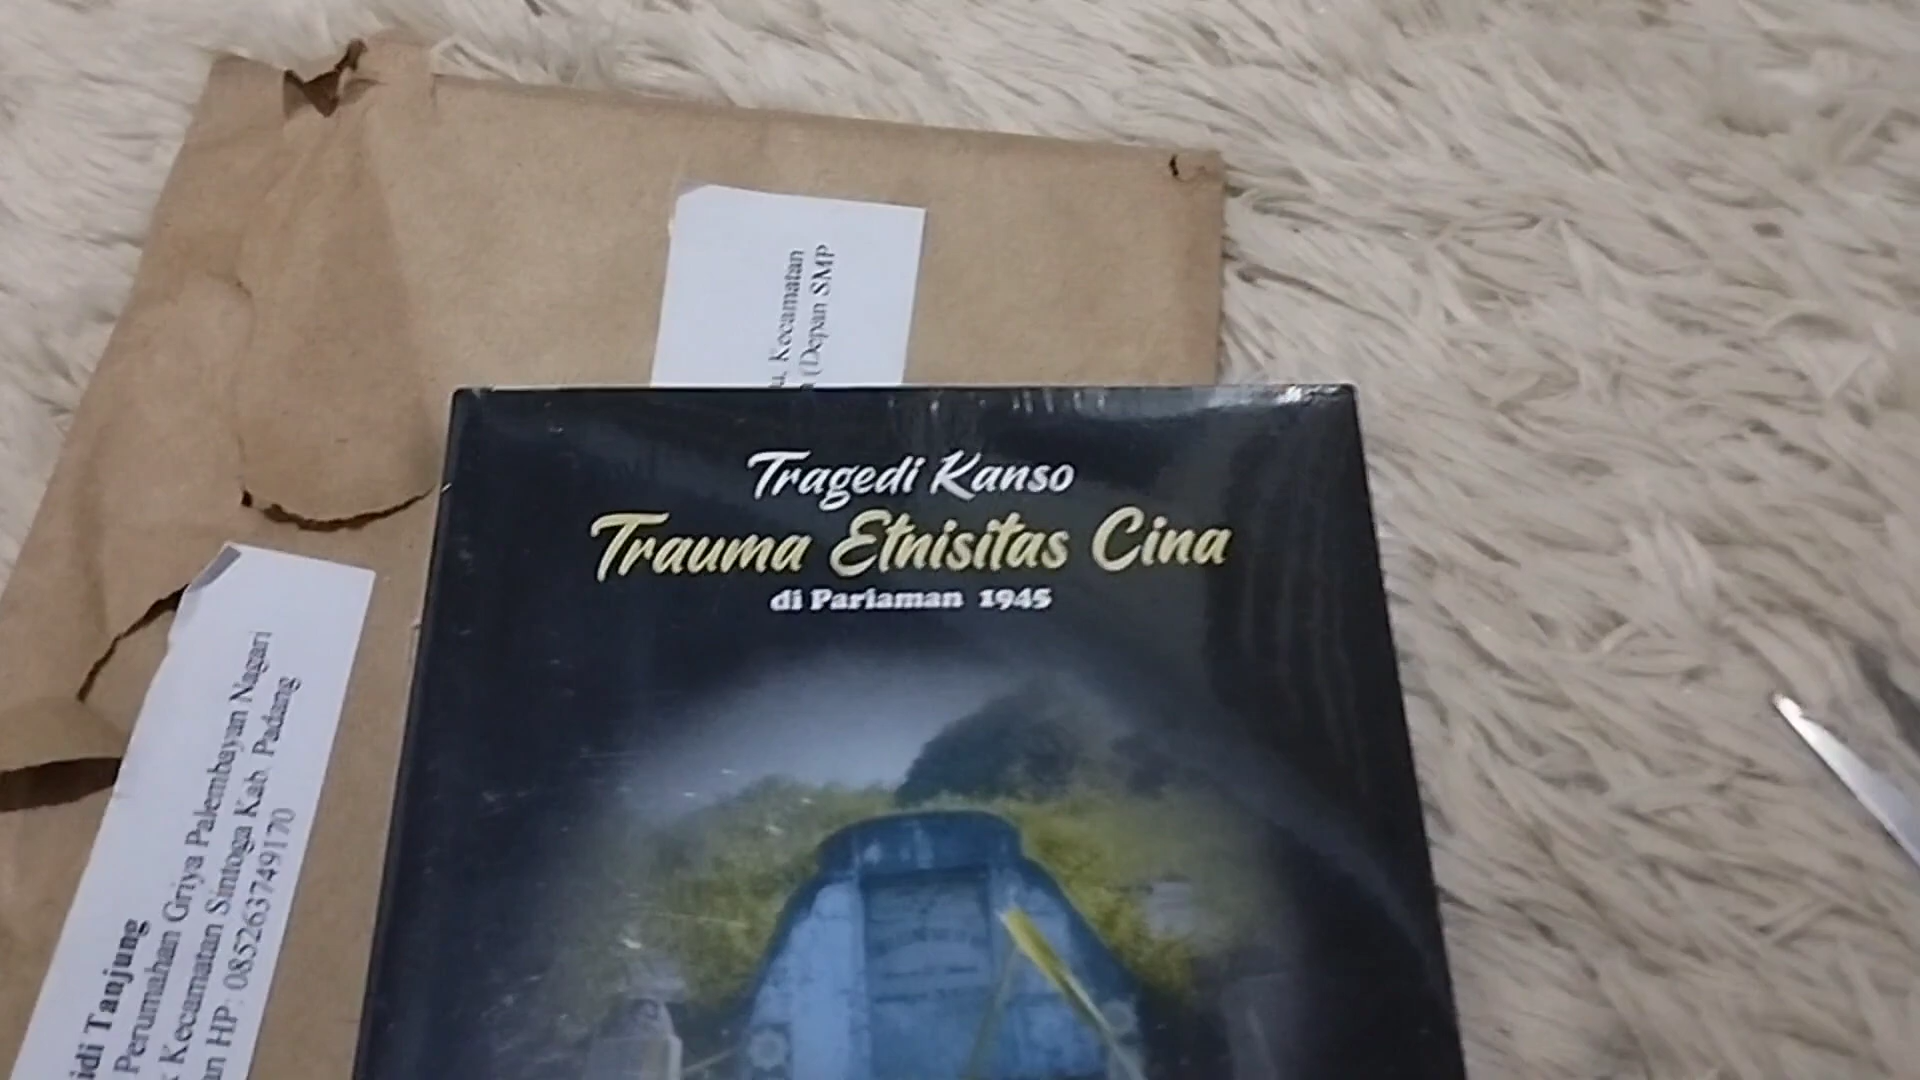 u, Kecamatan
(Depan SMP
Tragedi Kanso
Trauma Etnisitas Cina
di Pariaman 1945
idi Tanjung
Perumahan Griya Palembayan Nagari
Kecamatan Sintoga Kab. Padang
an HP: 085263749170